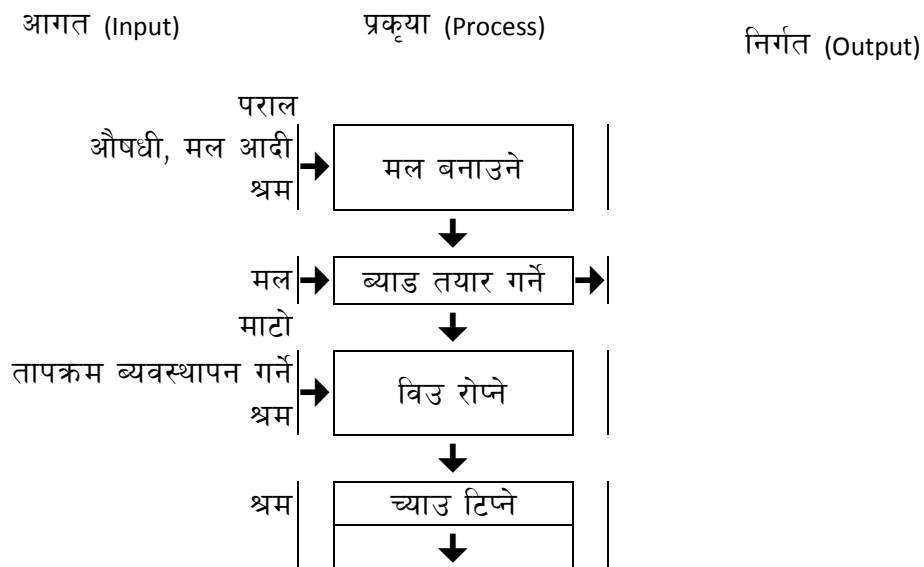 आगत (Input) प्रकृया (Process) निर्गत (Output)
पराल
औषधी, मल आदी
श्रम
मल बनाउने
मल
ब्याड तयार गर्ने
माटो
तापक्रम ब्यवस्थापन गर्ने
श्रम
विउ रोप्ने
श्रम
च्याउ टिप्ने